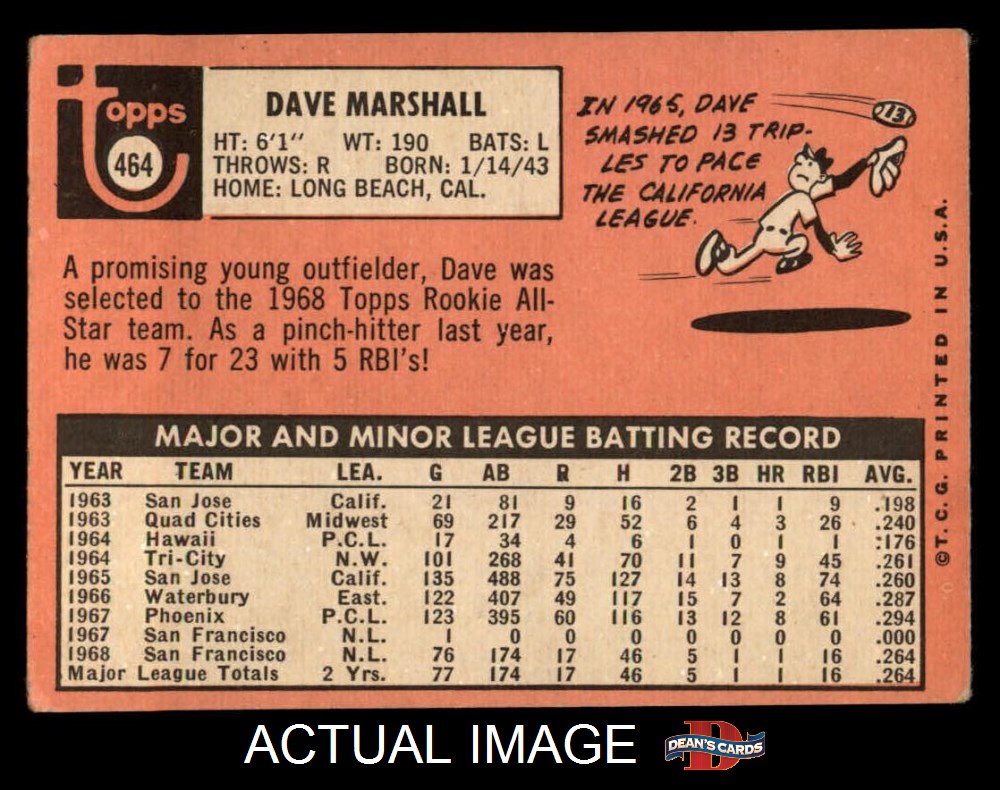 Topps
464
DAVE MARSHALL
HT: 6'1" WT: 190 BATS: L
THROWS: R BORN: 1/14/43
HOME: LONG BEACH, CAL.
IN 1965, DAVE
SMASHED 13 TRIP-
LES TO PACE
THE CALIFORNIA
LEAGUE.
13
A promising young outfielder, Dave was
selected to the 1968 Topps Rookie All-
Star team. As a pinch-hitter last year,
he was 7 for 23 with 5 RBI's!
MAJOR AND MINOR LEAGUE BATTING RECORD
YEAR TEAM LEA. G AB R H 2B 3B HR RBI AVG.
1963 San Jose Calif. 21 81 9 16 2 1 1 9 .198
1963 Quad Cities Midwest 69 217 29 52 6 4 3 26 .240
1964 Hawaii P.C.L. 17 34 4 6 1 0 1 1 .176
1964 Tri-City N.W. 101 268 41 70 11 7 9 45 .261
1965 San Jose Calif. 135 488 75 127 14 13 8 74 .260
1966 Waterbury East. 122 407 49 117 15 7 2 64 .287
1967 Phoenix P.C.L. 123 395 60 116 13 12 8 61 .294
1967 San Francisco N.L. 1 0 0 0 0 0 0 0 .000
1968 San Francisco N.L. 76 174 17 46 5 1 1 16 .264
Major League Totals 2 Yrs. 77 174 17 46 5 1 1 16 .264
©T.C.G. PRINTED IN U.S.A.
ACTUAL IMAGE
DEAN'S CARDS